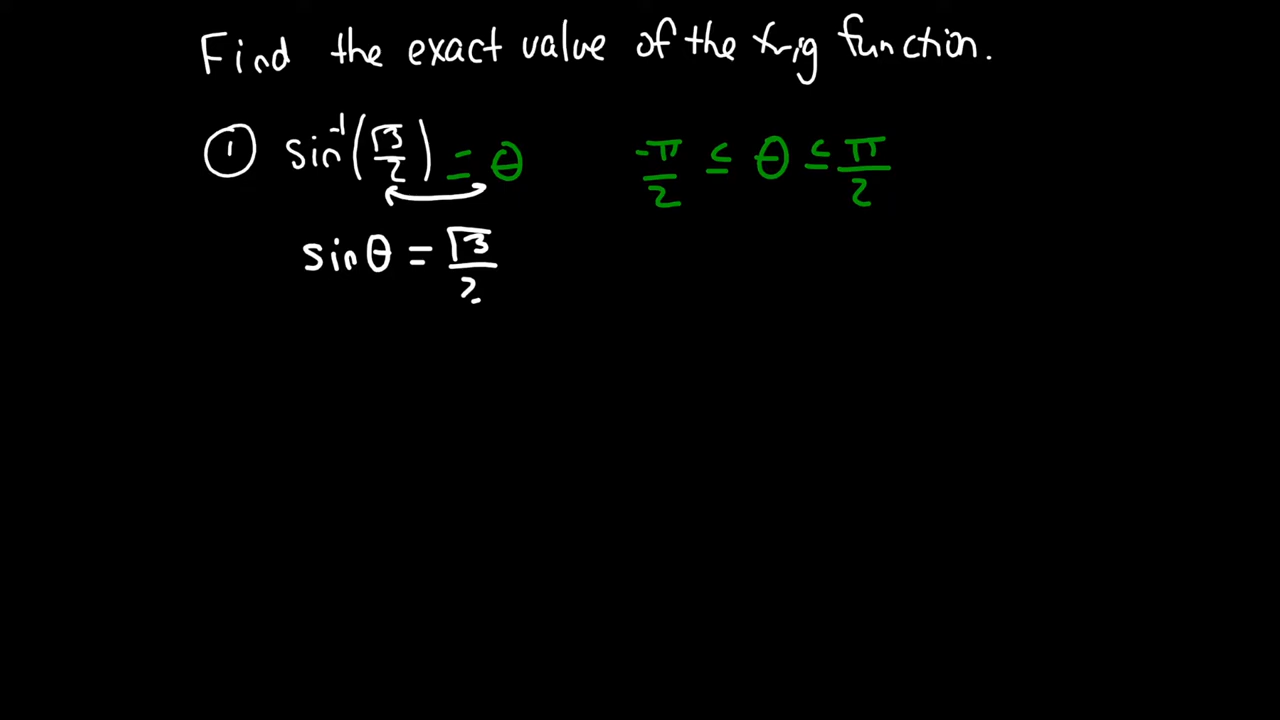 Find the exact value of the trig function.
① sin⁻¹(√3/2) = θ    -π/2 ≤ θ ≤ π/2
sinθ = √3/2